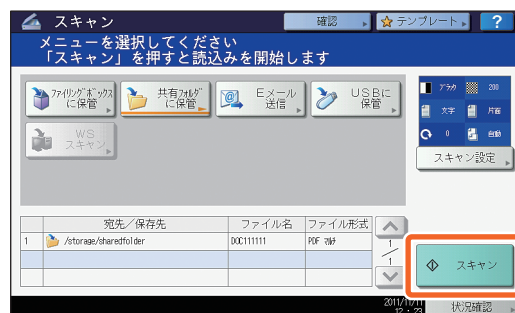 スキャン
確認
テンプレート
?
メニューを選択してください
「スキャン」を押すと読込みを開始します
ファイリングボックス
に保管
共有フォルダ
に保管
Eメール
送信
USBに
保管
WS
スキャン
ブラック
200
文字
片面
0
自動
スキャン設定
宛先/保存先
ファイル名
ファイル形式
1 /storage/sharedfolder DOC111111 PDF マルチ
1
1
スキャン
2011/11/11
12:23
状況確認